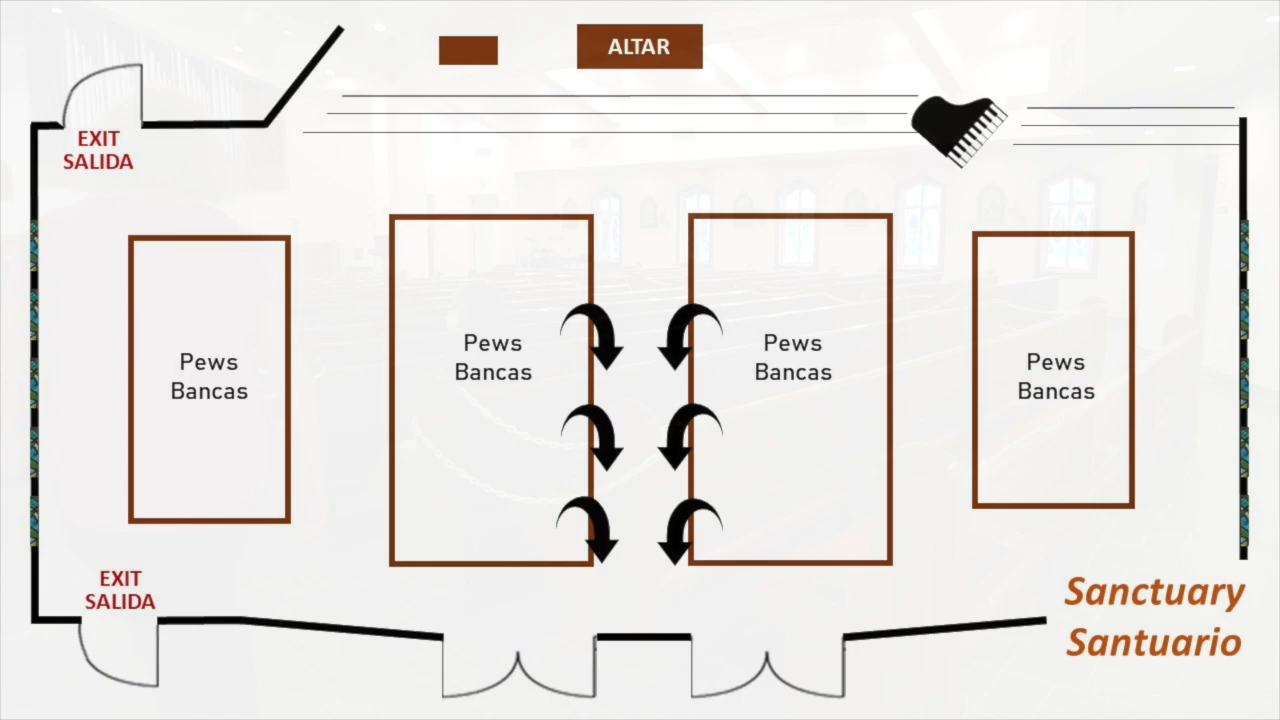 ALTAR
EXIT
SALIDA
Pews
Bancas
Pews
Bancas
Pews
Bancas
Pews
Bancas
EXIT
SALIDA
Sanctuary
Santuario